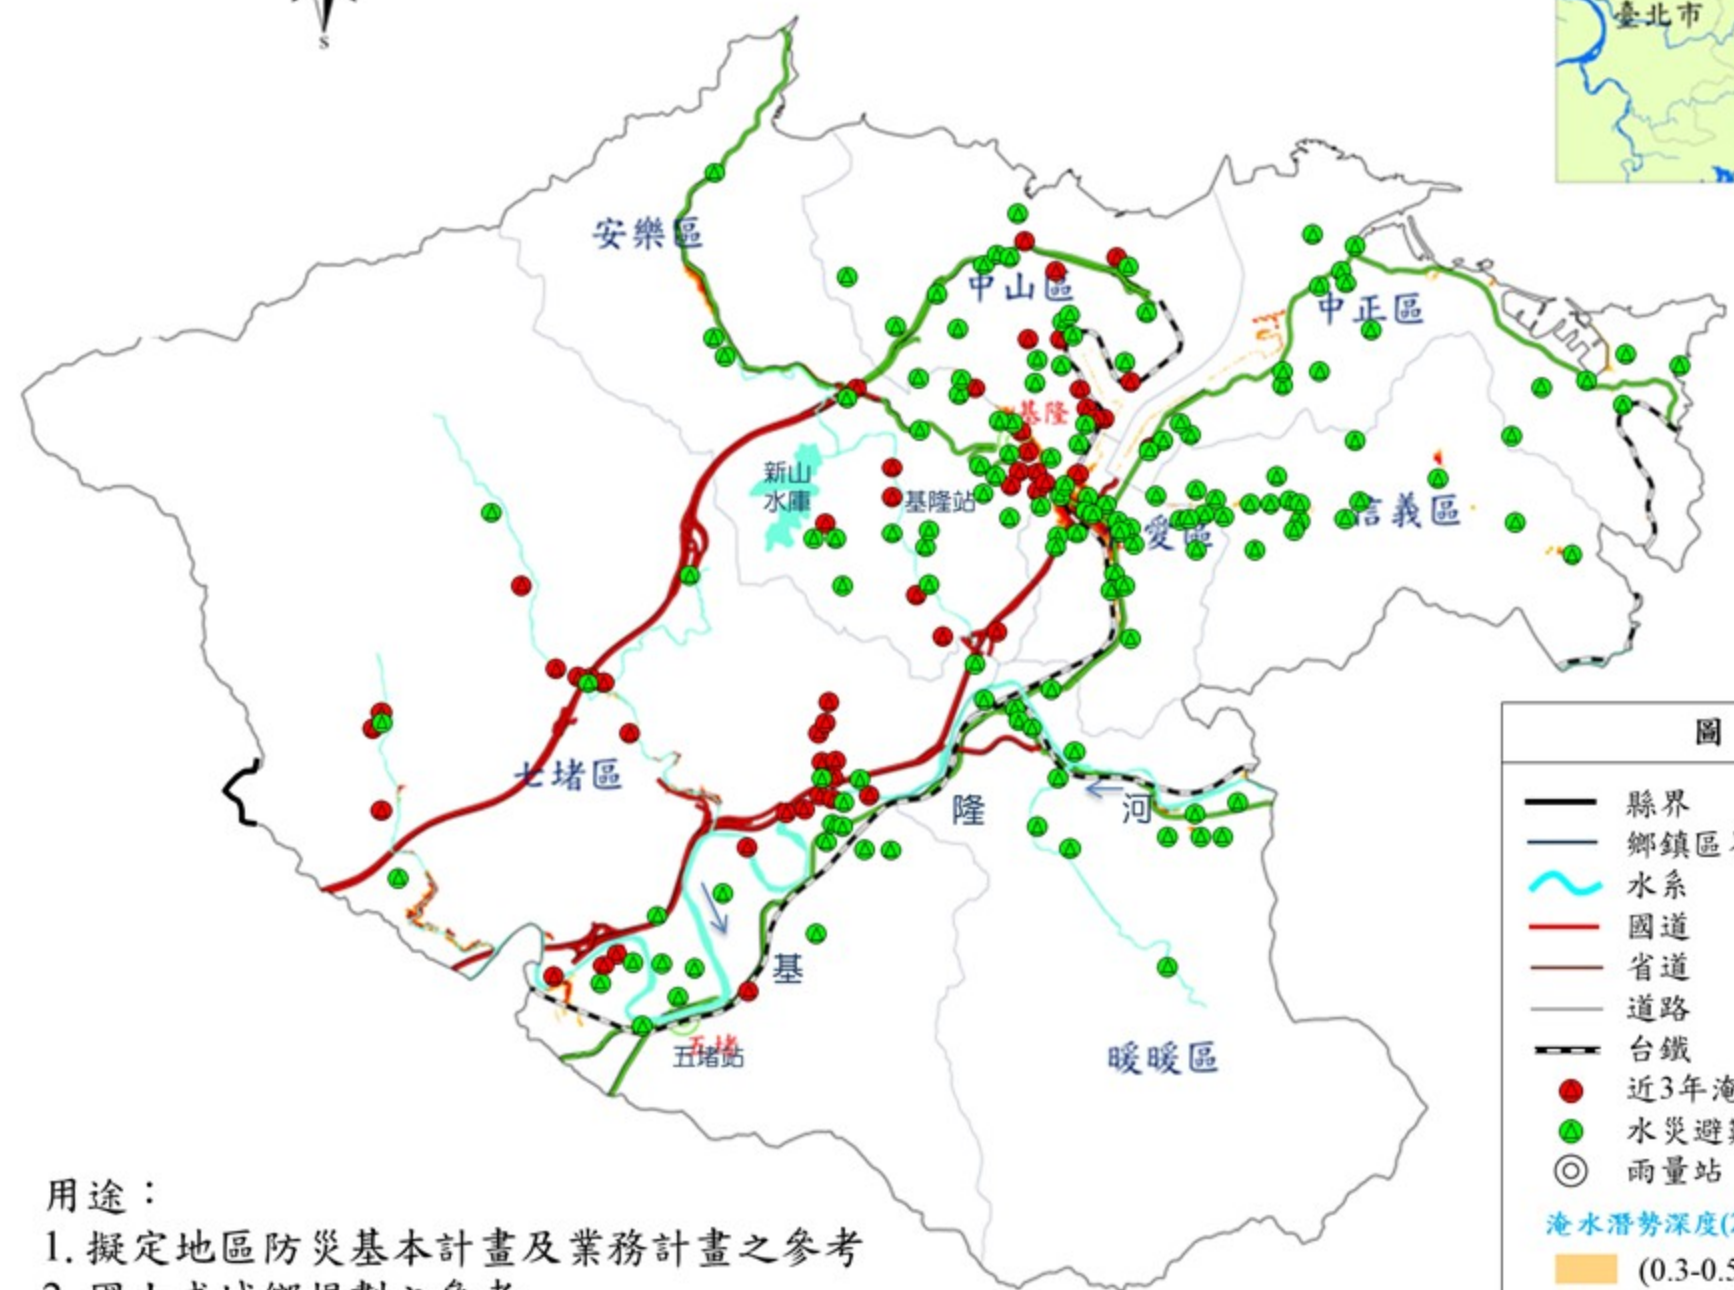 S
臺北市
安樂區
中山區
中正區
基隆
新山
水庫
基隆站
愛區
信義區
七堵區
隆
河
基
五堵
五堵站
暖暖區
圖
縣界
鄉鎮區
水系
國道
省道
道路
台鐵
近3年淹
水災避難
雨量站
淹水潛勢深度(2
(0.3-0.5
用途：
1. 擬定地區防災基本計畫及業務計畫之參考